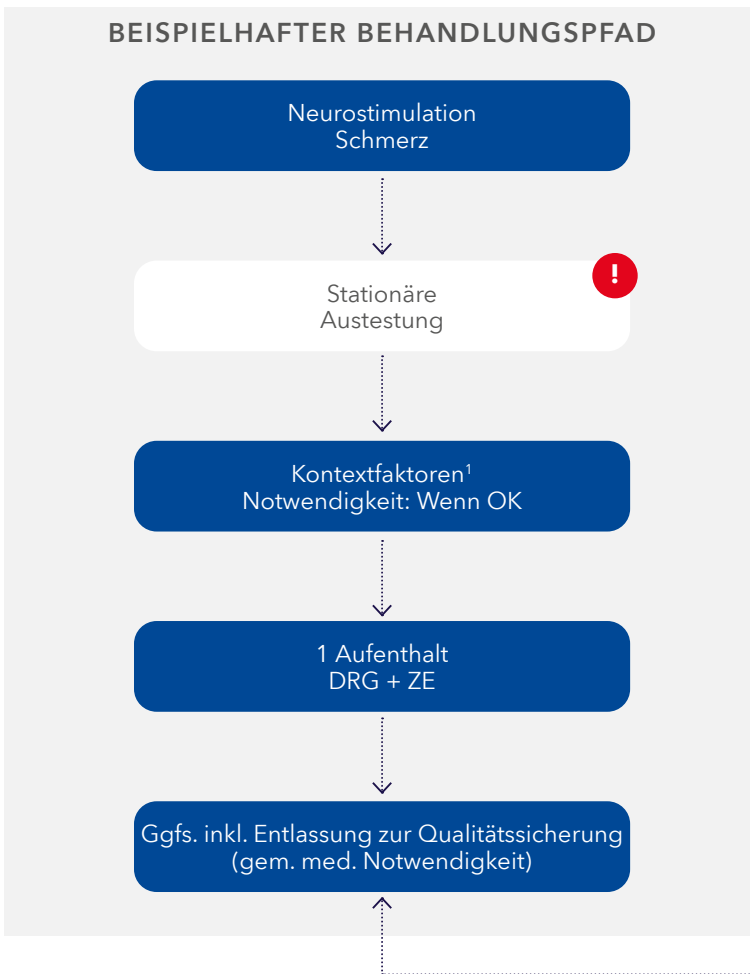 BEISPIELHAFTER BEHANDLUNGSPFAD
Neurostimulation
Schmerz
!
Stationäre
Austestung
Kontextfaktoren¹
Notwendigkeit: Wenn OK
1 Aufenthalt
DRG + ZE
Ggfs. inkl. Entlassung zur Qualitätssicherung
(gem. med. Notwendigkeit)